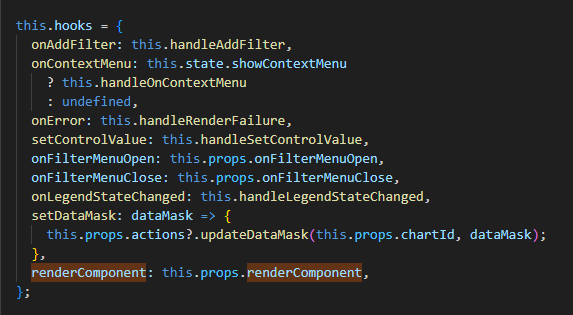 this.hooks = {
onAddFilter: this.handleAddFilter,
onContextMenu: this.state.showContextMenu
? this.handleOnContextMenu
: undefined,
onError: this.handleRenderFailure,
setControlValue: this.handleSetControlValue,
onFilterMenuOpen: this.props.onFilterMenuOpen,
onFilterMenuClose: this.props.onFilterMenuClose,
onLegendStateChanged: this.handleLegendStateChanged,
setDataMask: dataMask => {
this.props.actions?.updateDataMask(this.props.chartId, dataMask);
},
renderComponent: this.props.renderComponent,
};